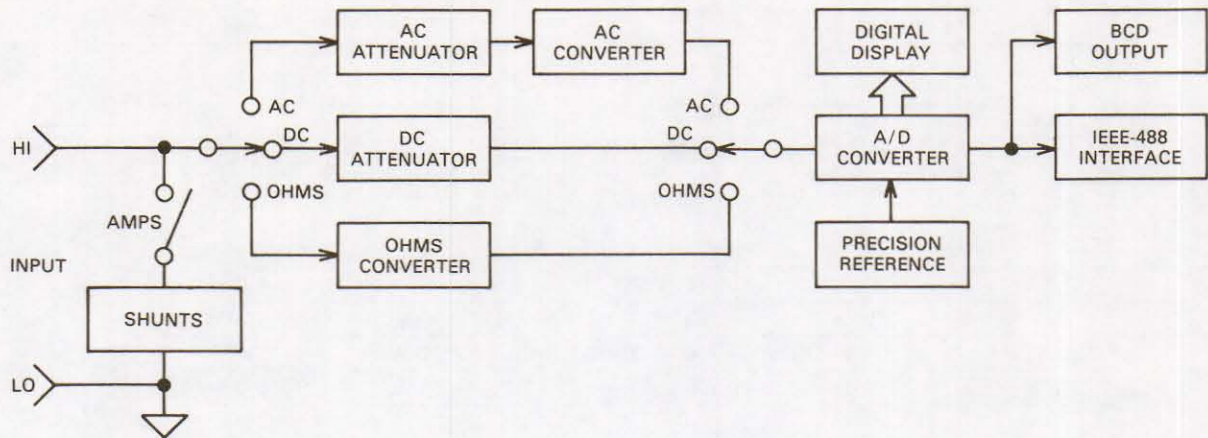 AC
ATTENUATOR
AC
CONVERTER
DIGITAL
DISPLAY
BCD
OUTPUT
AC
AC
HI
DC
DC
ATTENUATOR
DC
A/D
CONVERTER
IEEE-488
INTERFACE
OHMS
OHMS
AMPS
OHMS
CONVERTER
PRECISION
REFERENCE
INPUT
SHUNTS
LO